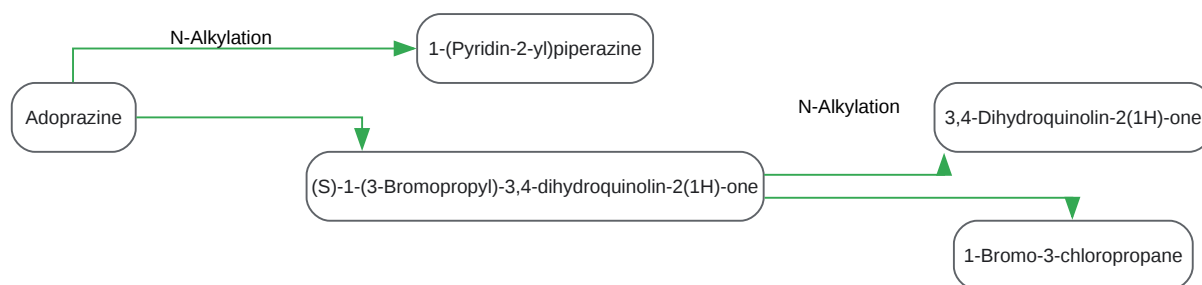 N-Alkylation
1-(Pyridin-2-yl)piperazine
Adoprazine
N-Alkylation
3,4-Dihydroquinolin-2(1H)-one
(S)-1-(3-Bromopropyl)-3,4-dihydroquinolin-2(1H)-one
1-Bromo-3-chloropropane